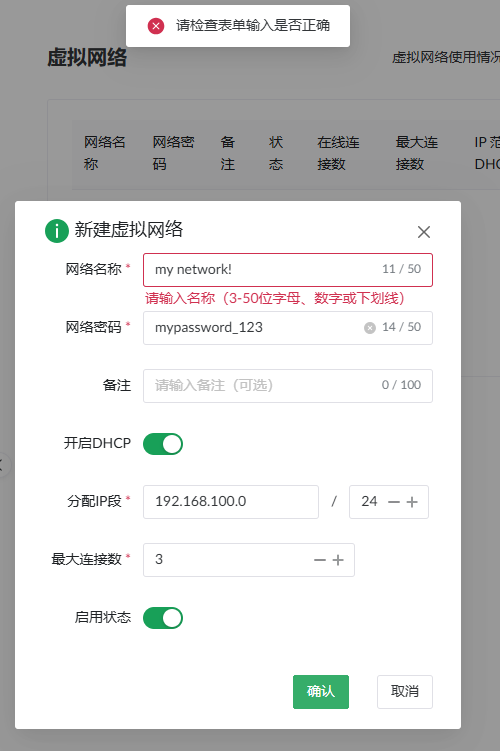 请检查表单输入是否正确
虚拟网络
虚拟网络使用情况
网络名称 网络密码 备注 状态 在线连接数 最大连接数 IP 范 DHC
新建虚拟网络
网络名称 * my network! 11 / 50
请输入名称（3-50位字母、数字或下划线）
网络密码 * mypassword_123 14 / 50
备注 请输入备注（可选） 0 / 100
开启DHCP
分配IP段 * 192.168.100.0 / 24
最大连接数 * 3
启用状态
确认 取消